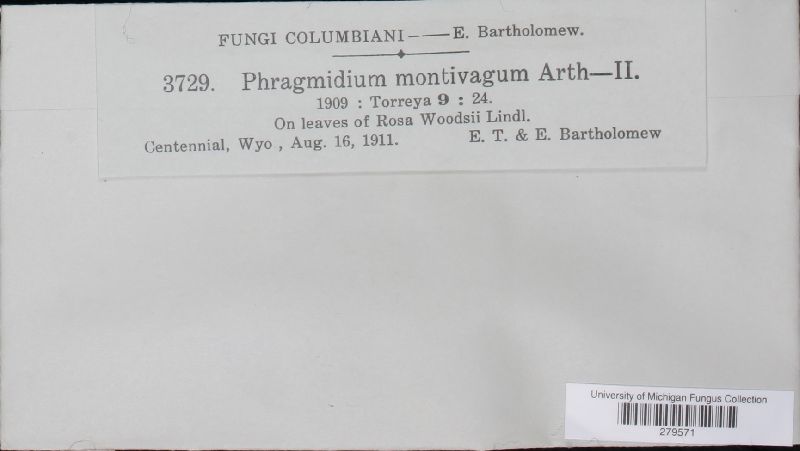 FUNGI COLUMBIANI——E. Bartholomew.
3729. Phragmidium montivagum Arth—II.
1909 : Torreya 9 : 24.
On leaves of Rosa Woodsii Lindl.
Centennial, Wyo , Aug. 16, 1911. E. T. & E. Bartholomew
University of Michigan Fungus Collection
279571